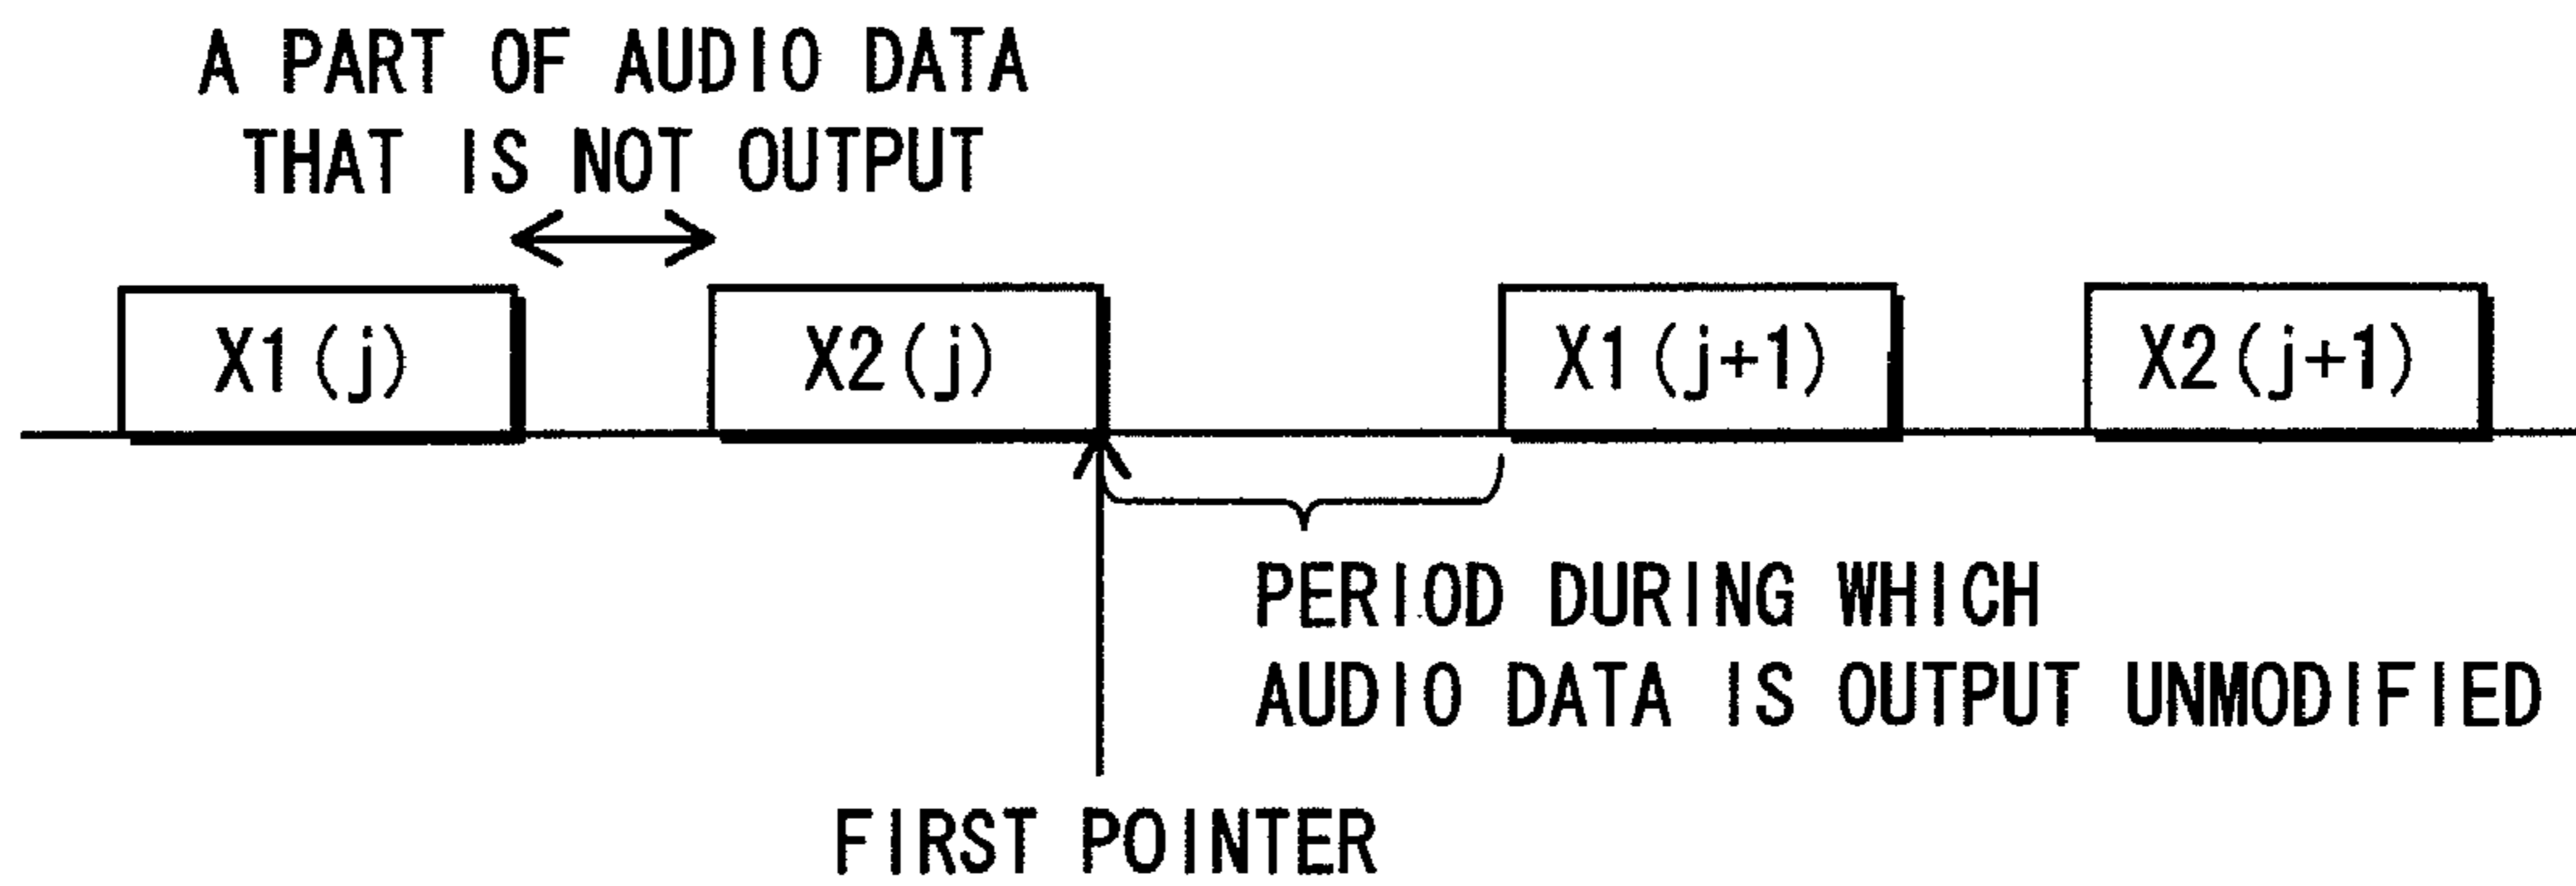 A PART OF AUDIO DATA
THAT IS NOT OUTPUT
X1(j)
X2(j)
X1(j+1)
X2(j+1)
PERIOD DURING WHICH
AUDIO DATA IS OUTPUT UNMODIFIED
FIRST POINTER